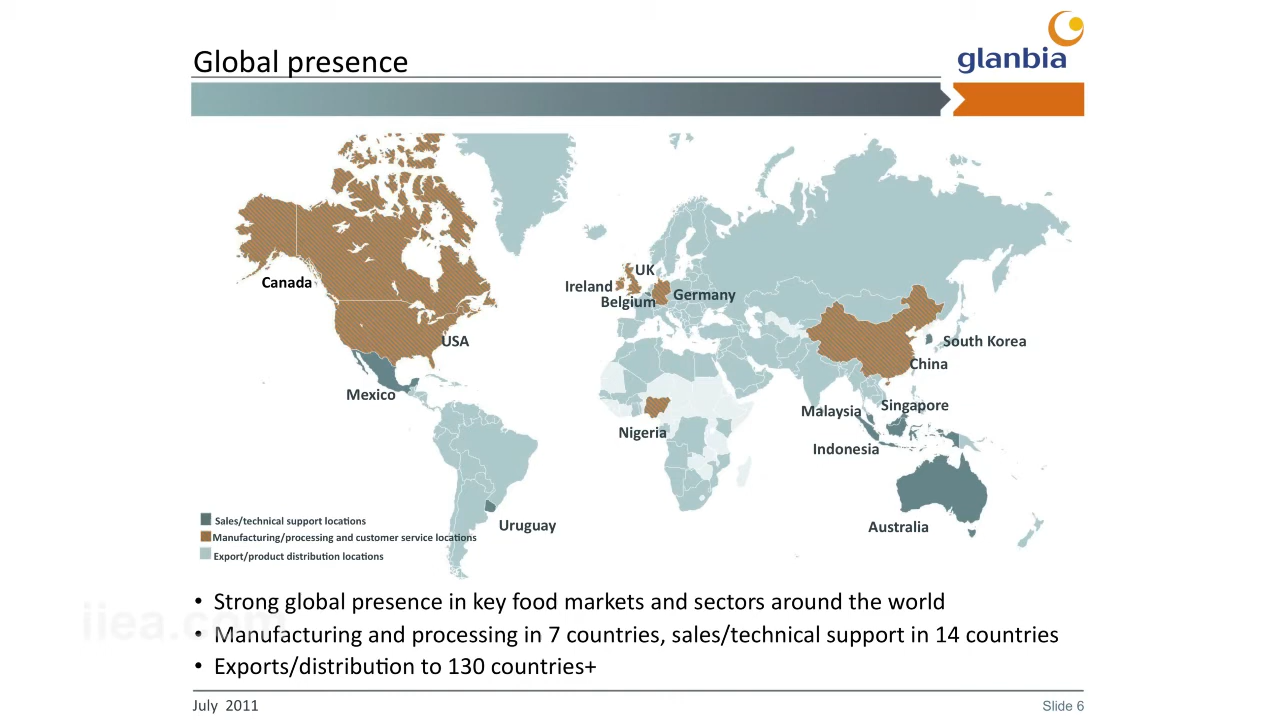 Global presence
glanbia
Canada
UK
Ireland
Belgium
Germany
USA
South Korea
China
Mexico
Malaysia
Singapore
Nigeria
Indonesia
Uruguay
Australia
Sales/technical support locations
Manufacturing/processing and customer service locations
Export/product distribution locations
• Strong global presence in key food markets and sectors around the world
iiea.com
• Manufacturing and processing in 7 countries, sales/technical support in 14 countries
• Exports/distribution to 130 countries+
July 2011
Slide 6